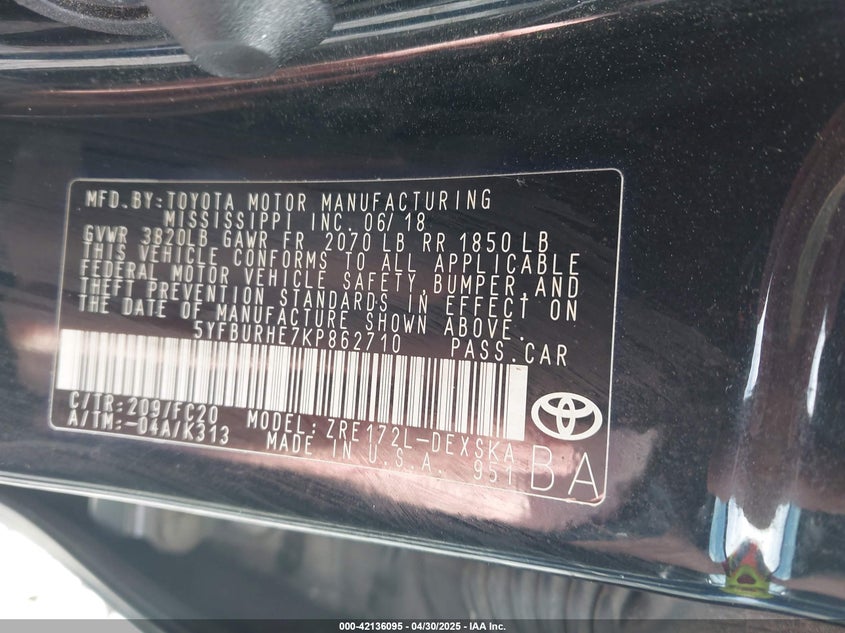 MFD.BY:TOYOTA MOTOR MANUFACTURING
MISSISSIPPI INC. 06/18
GVWR 3820LB GAWR FR 2070 LB RR 1850 LB
THIS VEHICLE CONFORMS TO ALL APPLICABLE
FEDERAL MOTOR VEHICLE SAFETY, BUMPER, AND
THEFT PREVENTION STANDARDS IN EFFECT ON
THE DATE OF MANUFACTURE SHOWN ABOVE.
5YFBURHE7KP862710 PASS.CAR
C/TR:209/FC20 MODEL: ZRE172L-DEXSKA
A/TM:-04A/K313 MADE IN U.S.A. 951 BA
000-42136095 - 04/30/2025 - IAA Inc.